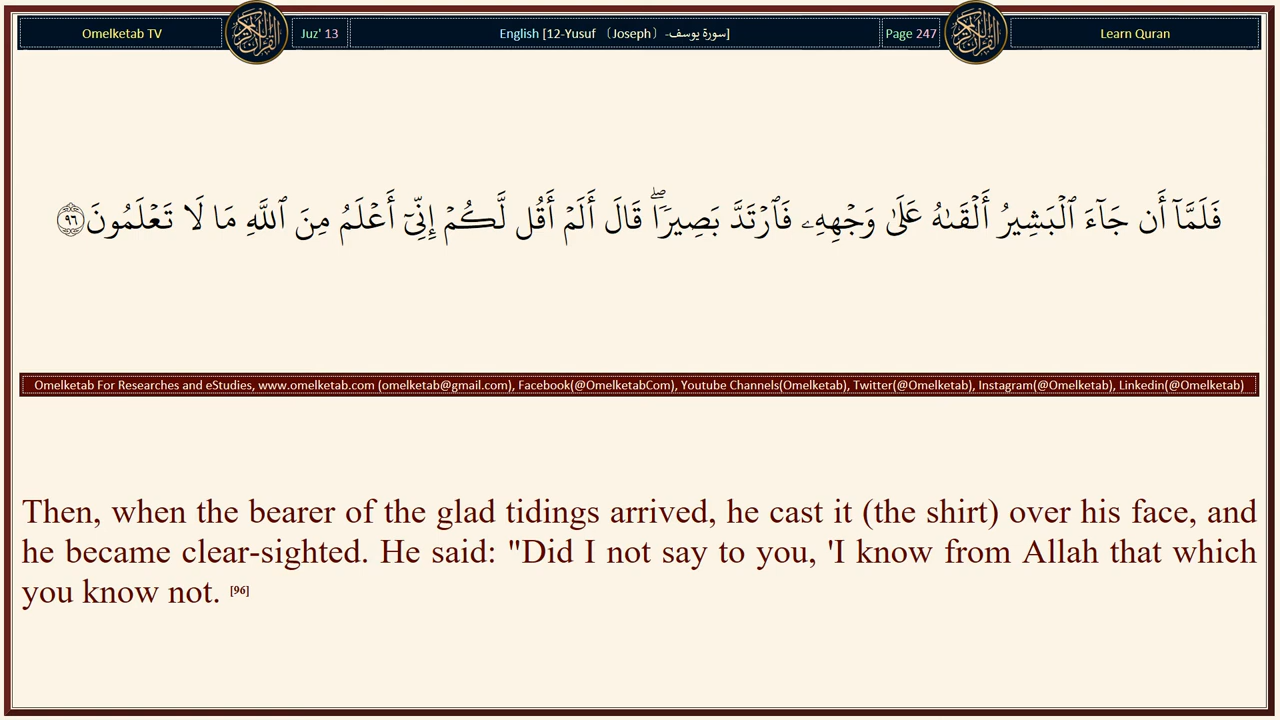 Omelketab TV
Juz' 13
English [12-Yusuf (Joseph) -سورة يوسف]
Page 247
Learn Quran
فَلَمَّآ أَن جَآءَ ٱلْبَشِيرُ أَلْقَىٰهُ عَلَىٰ وَجْهِهِۦ فَٱرْتَدَّ بَصِيرًاۖ قَالَ أَلَمْ أَقُل لَّكُمْ إِنِّىٓ أَعْلَمُ مِنَ ٱللَّهِ مَا لَا تَعْلَمُونَ ٩٦
Omelketab For Researches and eStudies, www.omelketab.com (omelketab@gmail.com), Facebook(@OmelketabCom), Youtube Channels(Omelketab), Twitter(@Omelketab), Instagram(@Omelketab), Linkedin(@Omelketab)
Then, when the bearer of the glad tidings arrived, he cast it (the shirt) over his face, and
he became clear-sighted. He said: "Did I not say to you, 'I know from Allah that which
you know not. [96]